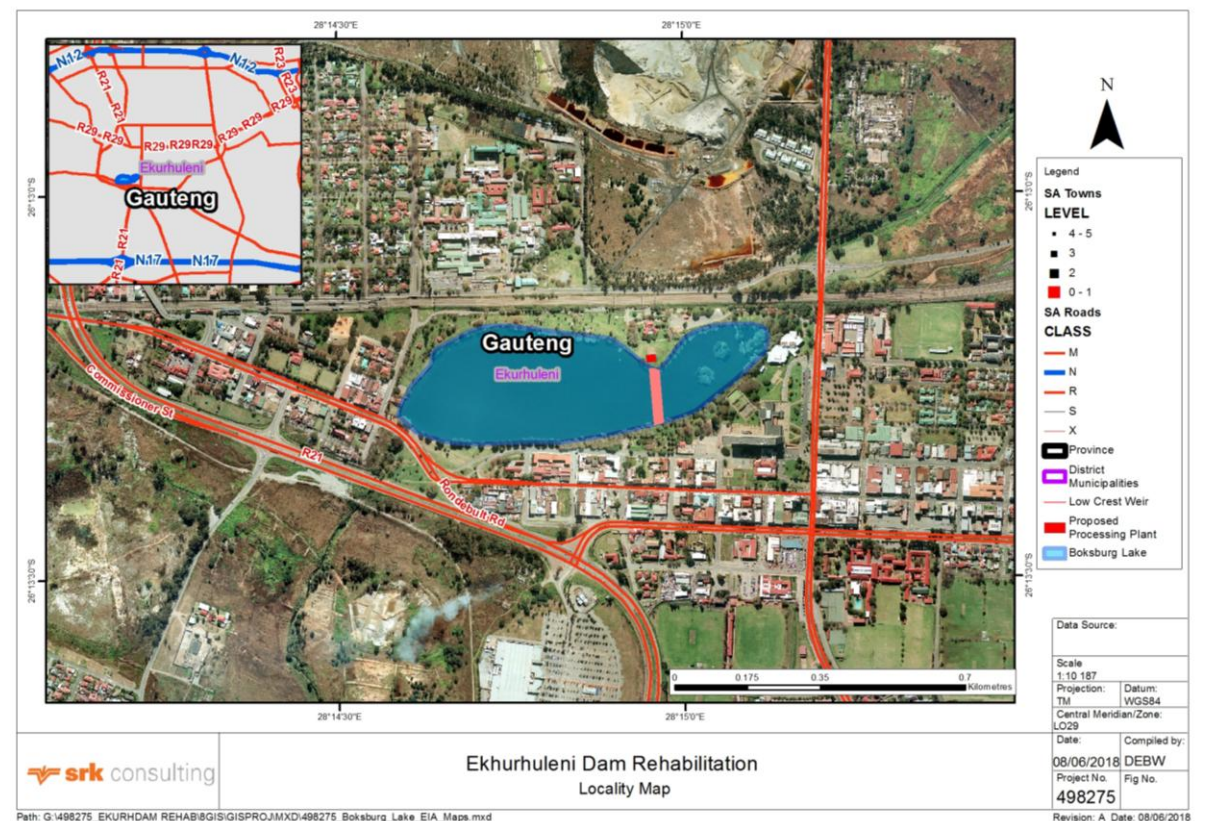 28°14'30"E
28°15'0"E
N12
N12
R23
R23
R21
R21
R29
R29
R29
R29
R29
R29
R29
R29
Ekurhuleni
Gauteng
R21
R21
N17
N17
26°13'0"S
26°13'0"S
Gauteng
Ekurhuleni
Commissioner St
R21
Rondebult Rd
26°13'30"S
26°13'30"S
0 0.175 0.35 0.7
Kilometres
28°14'30"E
28°15'0"E
N
Legend
SA Towns
LEVEL
4 - 5
3
2
0 - 1
SA Roads
CLASS
M
N
R
S
X
Province
District
Municipalities
Low Crest Weir
Proposed
Processing Plant
Boksburg Lake
Data Source:
Scale
1:10 187
Projection: Datum:
TM WGS84
Central Meridian/Zone:
LO29
Date: Compiled by:
08/06/2018 DEBW
Project No. Fig No.
498275
srk consulting
Ekhurhuleni Dam Rehabilitation
Locality Map
Path: G:\498275_EKURHDAM REHAB\8GIS\GISPROJ\MXD\498275_Boksburg_Lake_EIA_Maps.mxd
Revision: A Date: 08/06/2018